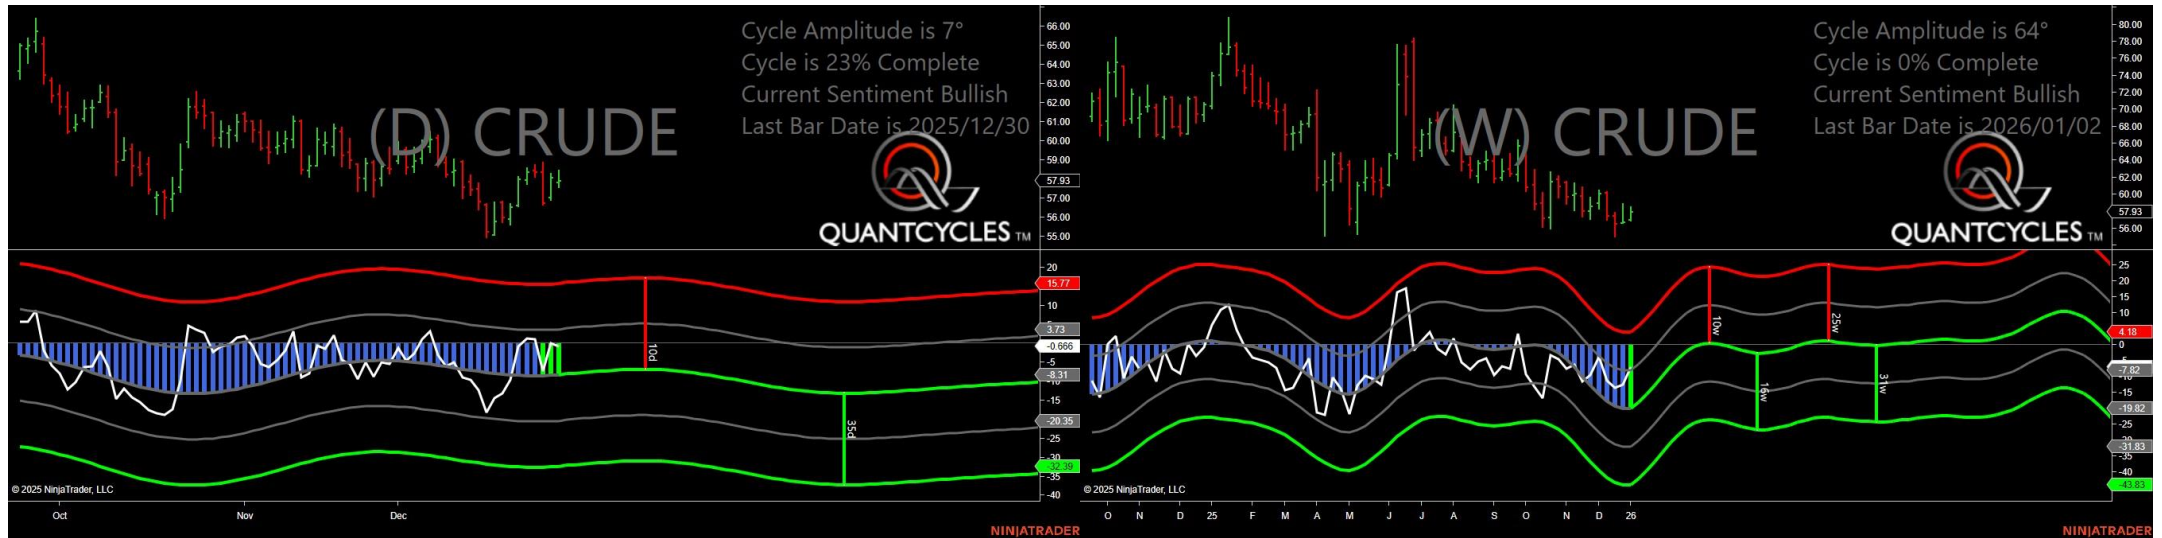 Cycle Amplitude is 7°
Cycle is 23% Complete
Current Sentiment Bullish
Last Bar Date is 2025/12/30
(D) CRUDE
QUANTCYCLES TM
66.00
65.00
64.00
63.00
62.00
61.00
60.00
59.00
57.93
57.00
56.00
55.00
20
15.77
10
3.73
-0.666
-5
-8.31
-15
-20.35
-25
-32.39
-35
-40
10d
35d
© 2025 NinjaTrader, LLC
Oct Nov Dec
NINJATRADER
Cycle Amplitude is 64°
Cycle is 0% Complete
Current Sentiment Bullish
Last Bar Date is 2026/01/02
(W) CRUDE
QUANTCYCLES TM
80.00
78.00
76.00
74.00
72.00
70.00
68.00
66.00
64.00
62.00
60.00
57.93
56.00
25
20
15
10
4.18
0
-7.82
-15
-19.82
-25
-31.83
-35
-40
-43.83
10w
25w
16w
31w
© 2025 NinjaTrader, LLC
O N D 25 F M A M J J A S O N D 26
NINJATRADER